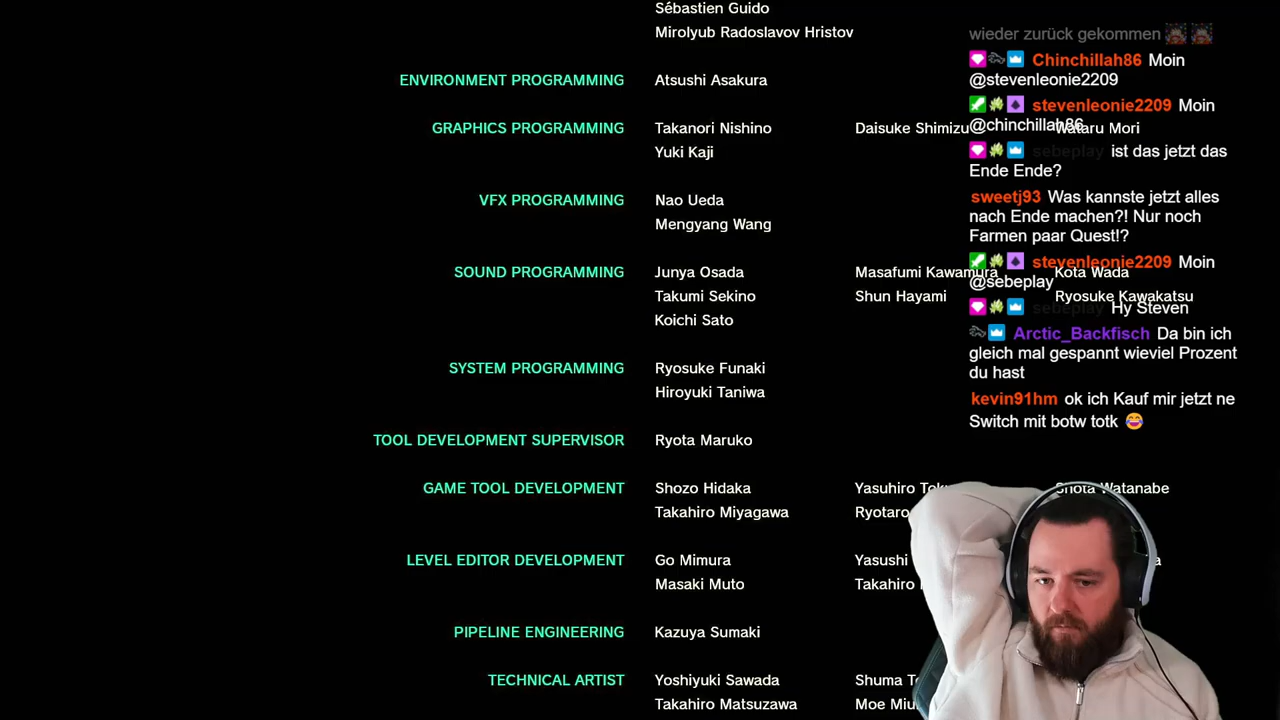 Sébastien Guido
Mirolyub Radoslavov Hristov
ENVIRONMENT PROGRAMMING Atsushi Asakura
GRAPHICS PROGRAMMING Takanori Nishino Daisuke Shimizu Wataru Mori
Yuki Kaji
VFX PROGRAMMING Nao Ueda
Mengyang Wang
SOUND PROGRAMMING Junya Osada Masafumi Kawamura Kota Wada
Takumi Sekino Shun Hayami Ryosuke Kawakatsu
Koichi Sato
SYSTEM PROGRAMMING Ryosuke Funaki
Hiroyuki Taniwa
TOOL DEVELOPMENT SUPERVISOR Ryota Maruko
GAME TOOL DEVELOPMENT Shozo Hidaka Yasuhiro Shota Watanabe
Takahiro Miyagawa
LEVEL EDITOR DEVELOPMENT Go Mimura Yasushi
Masaki Muto Takahiro
PIPELINE ENGINEERING Kazuya Sumaki
TECHNICAL ARTIST Yoshiyuki Sawada Shuma
Takahiro Matsuzawa Moe
wieder zurück gekommen
Chinchillah86 Moin
@stevenleonie2209
stevenleonie2209 Moin
@chinchillah86
sebeplay ist das jetzt das
Ende Ende?
sweetj93 Was kannste jetzt alles
nach Ende machen?! Nur noch
Farmen paar Quest!?
stevenleonie2209 Moin
@sebeplay
sebeplay Hy Steven
Arctic_Backfisch Da bin ich
gleich mal gespannt wieviel Prozent
du hast
kevin91hm ok ich Kauf mir jetzt ne
Switch mit botw totk 😂